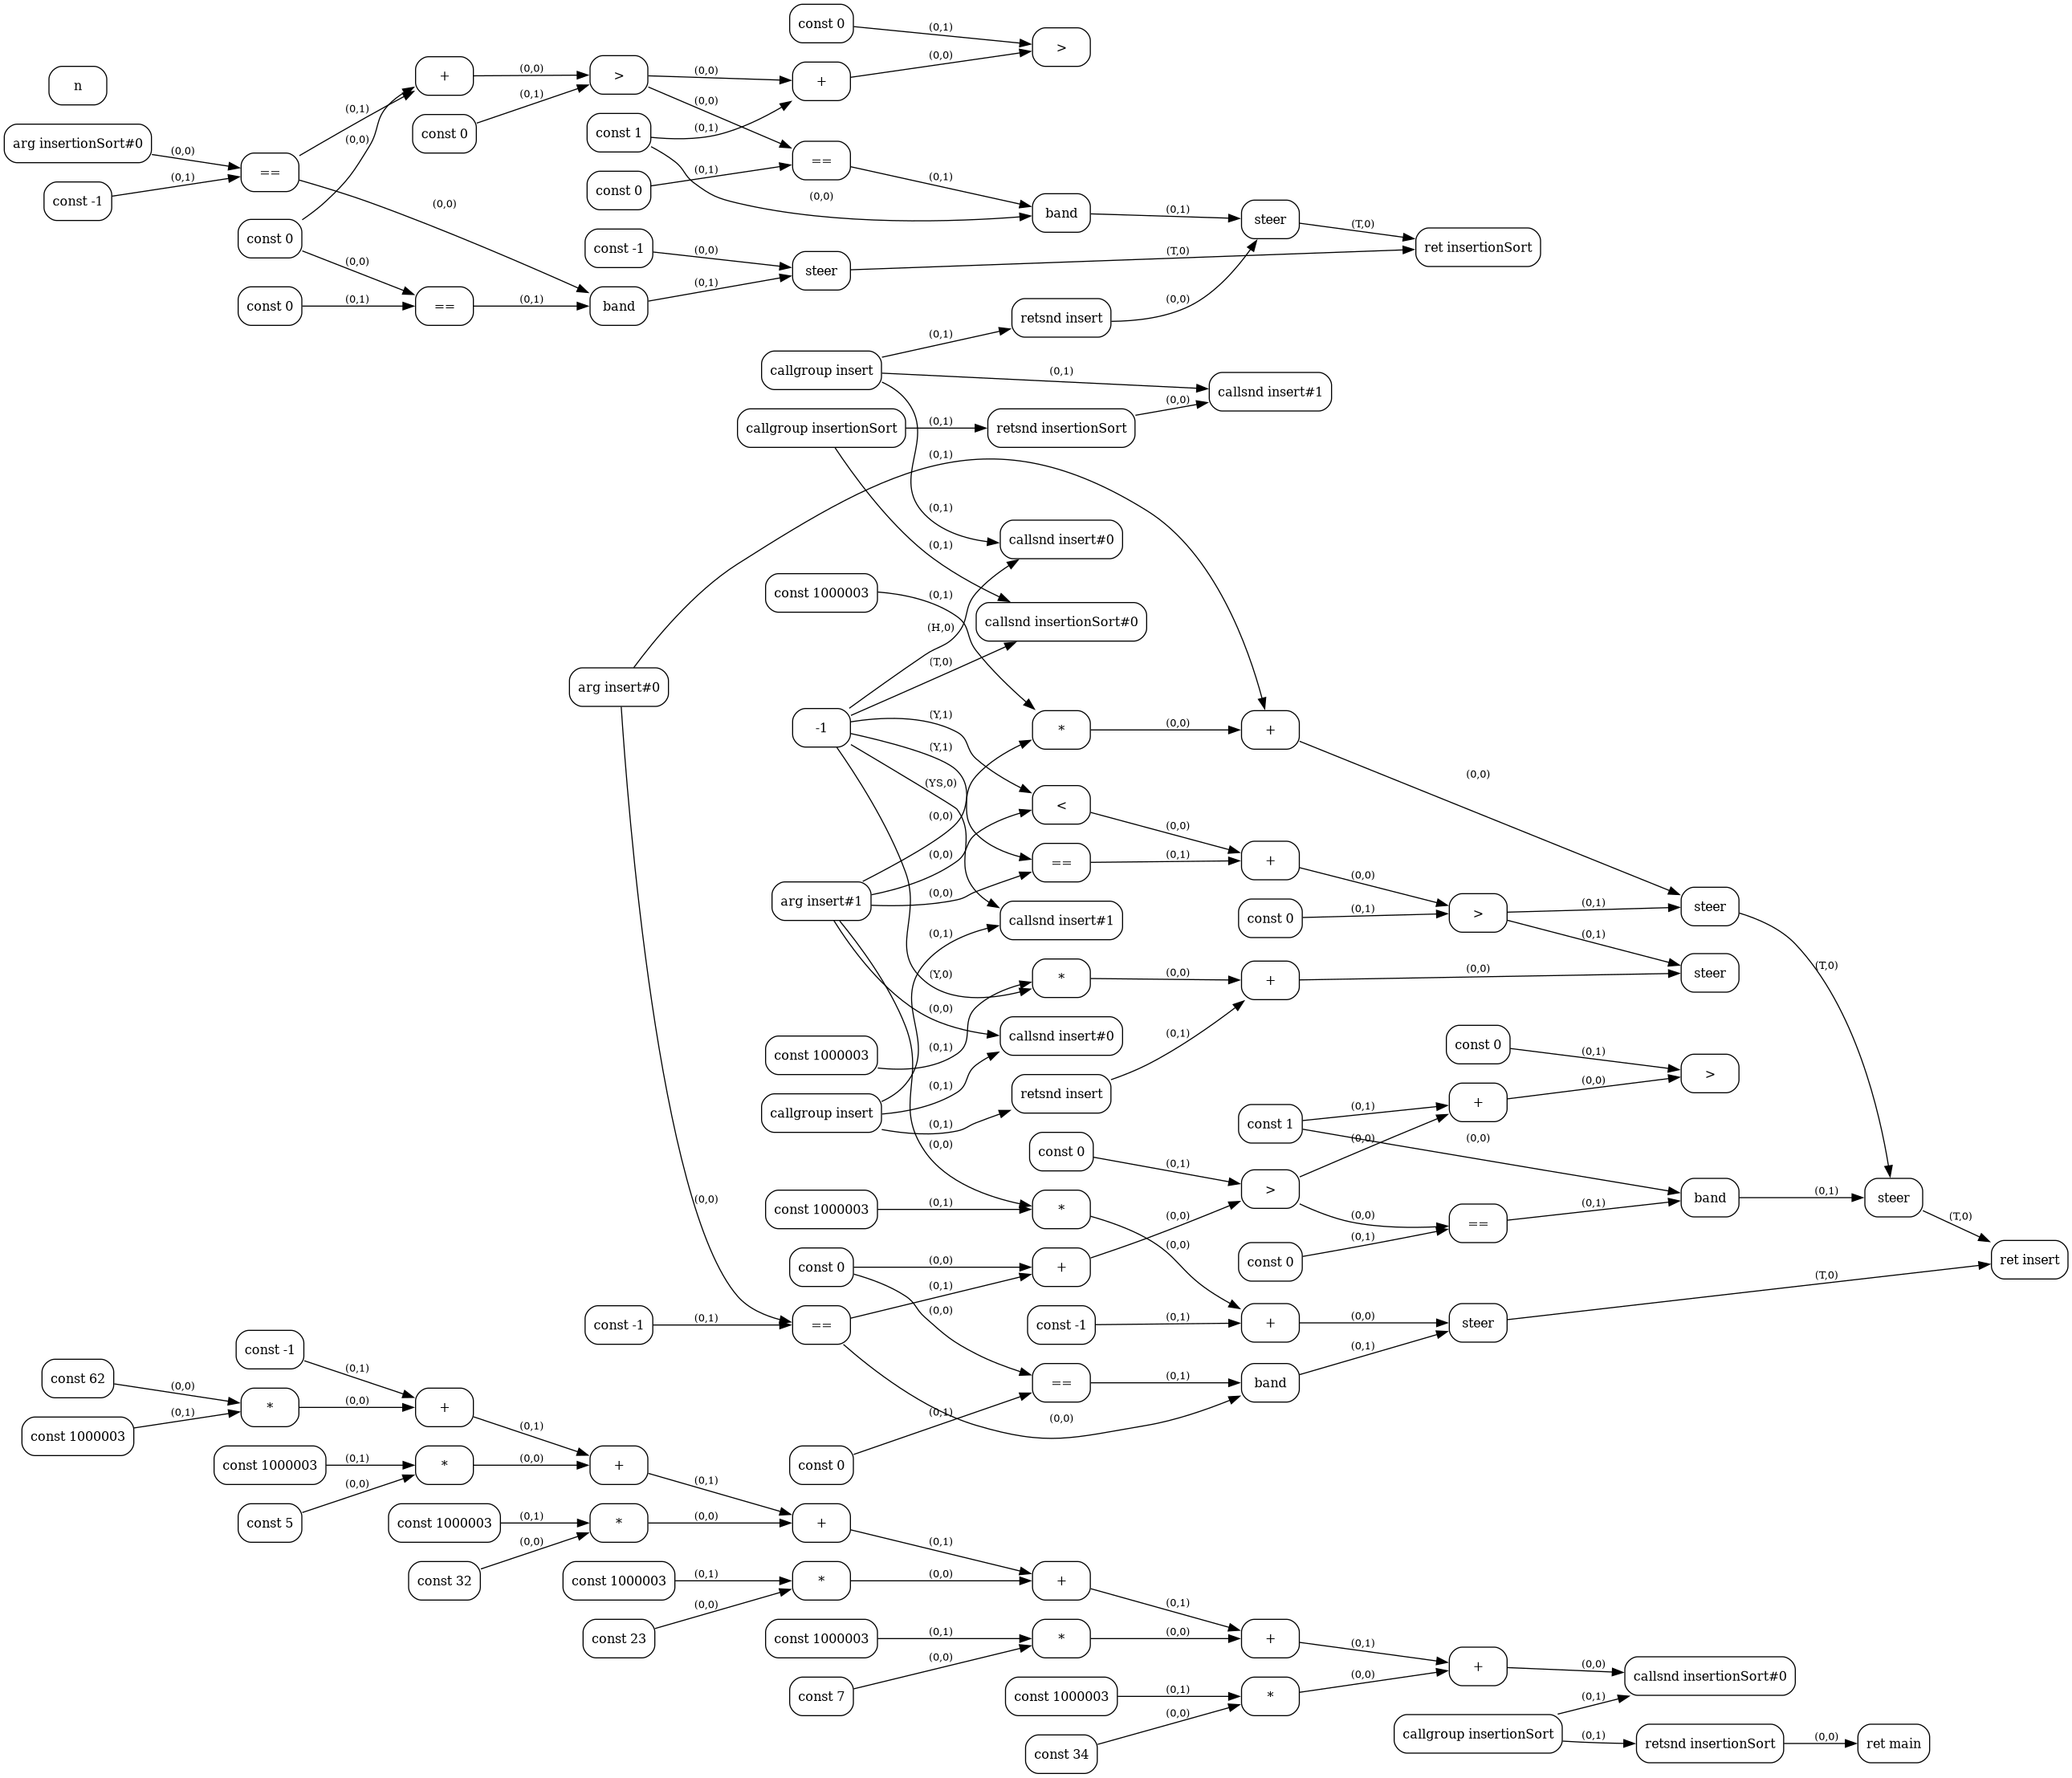 const 0
(0,1)
>
(0,0)
+
(0,0)
>
(0,0)
+
n
(0,1)
(0,1)
(0,0)
const 1
(0,1)
const 0
arg insertionSort#0
(0,0)
(0,0)
==
(0,1)
==
const -1
(0,1)
(0,1)
const 0
(0,0)
band
(0,1)
steer
(T,0)
ret insertionSort
(0,0)
const 0
(0,0)
const -1
(0,0)
steer
(T,0)
const 0
(0,1)
==
(0,1)
band
(0,1)
retsnd insert
(0,0)
callgroup insert
(0,1)
(0,1)
callsnd insert#1
callgroup insertionSort
(0,1)
retsnd insertionSort
(0,0)
(0,1)
(0,1)
callsnd insert#0
(0,1)
const 1000003
(0,1)
callsnd insertionSort#0
(H,0)
arg insert#0
(T,0)
-1
(Y,1)
*
(0,0)
+
(Y,1)
(0,0)
(YS,0)
<
(0,0)
(0,0)
(0,0)
==
(0,1)
+
(0,0)
arg insert#1
(0,0)
callsnd insert#1
const 0
(0,1)
>
(0,1)
steer
(0,1)
(0,1)
(T,0)
(Y,0)
*
(0,0)
+
(0,0)
steer
(0,0)
callsnd insert#0
const 1000003
(0,1)
(0,1)
const 0
(0,1)
>
(0,1)
retsnd insert
callgroup insert
(0,1)
(0,0)
+
const 1
(0,1)
(0,0)
(0,0)
(0,0)
const 0
(0,1)
>
(0,0)
const 1000003
(0,1)
*
(0,0)
(0,0)
==
(0,1)
band
(0,1)
steer
(T,0)
(0,0)
const 0
(0,1)
ret insert
const 0
(0,0)
+
(0,1)
(0,0)
(T,0)
const -1
(0,1)
==
const -1
(0,1)
+
(0,0)
steer
(0,1)
const 0
(0,1)
==
(0,1)
band
(0,0)
const -1
(0,1)
const 62
(0,0)
*
(0,0)
+
(0,1)
const 1000003
(0,1)
const 1000003
(0,1)
*
(0,0)
+
(0,1)
const 5
(0,0)
const 1000003
(0,1)
*
(0,0)
+
(0,1)
const 32
(0,0)
const 1000003
(0,1)
*
(0,0)
+
(0,1)
const 23
(0,0)
const 1000003
(0,1)
*
(0,0)
+
(0,1)
const 7
(0,0)
const 1000003
(0,1)
*
(0,0)
+
(0,0)
callsnd insertionSort#0
const 34
(0,0)
callgroup insertionSort
(0,1)
(0,1)
retsnd insertionSort
(0,0)
ret main